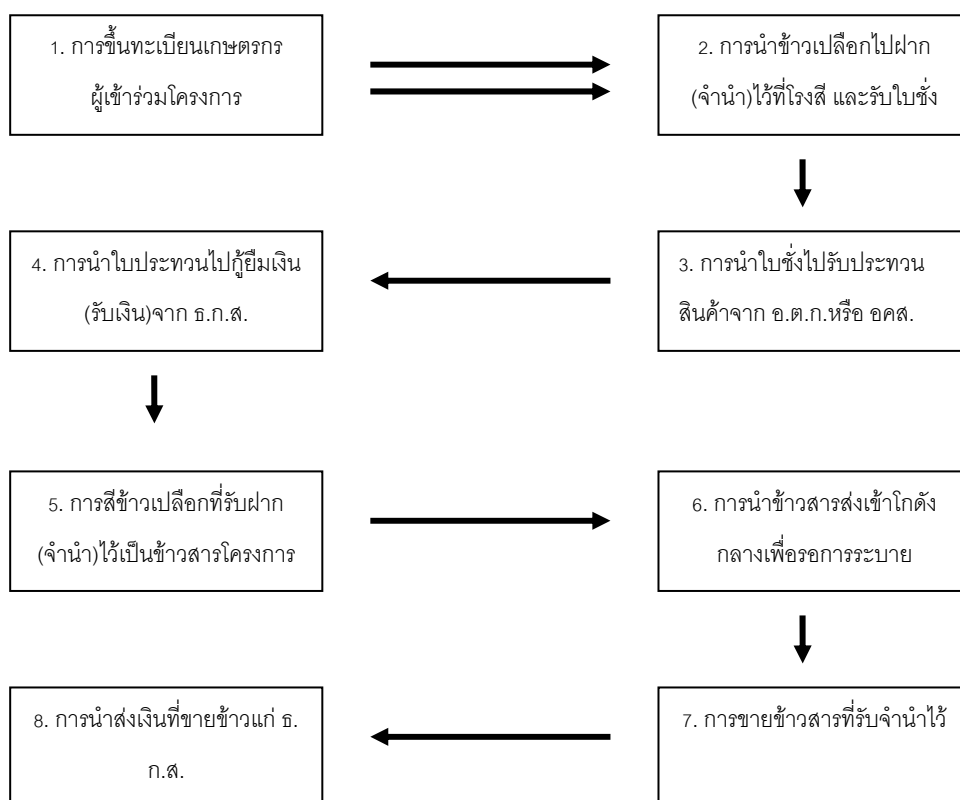 1. การขึ้นทะเบียนเกษตรกร
ผู้เข้าร่วมโครงการ
2. การนำข้าวเปลือกไปฝาก
(จำนำ)ไว้ที่โรงสี และรับใบชั่ง
3. การนำใบชั่งไปรับประทวน
สินค้าจาก อ.ต.ก.หรือ อคส.
4. การนำใบประทวนไปกู้ยืมเงิน
(รับเงิน)จาก ธ.ก.ส.
5. การสีข้าวเปลือกที่รับฝาก
(จำนำ)ไว้เป็นข้าวสารโครงการ
6. การนำข้าวสารส่งเข้าโกดัง
กลางเพื่อรอการระบาย
7. การขายข้าวสารที่รับจำนำไว้
8. การนำส่งเงินที่ขายข้าวแก่ ธ.
ก.ส.